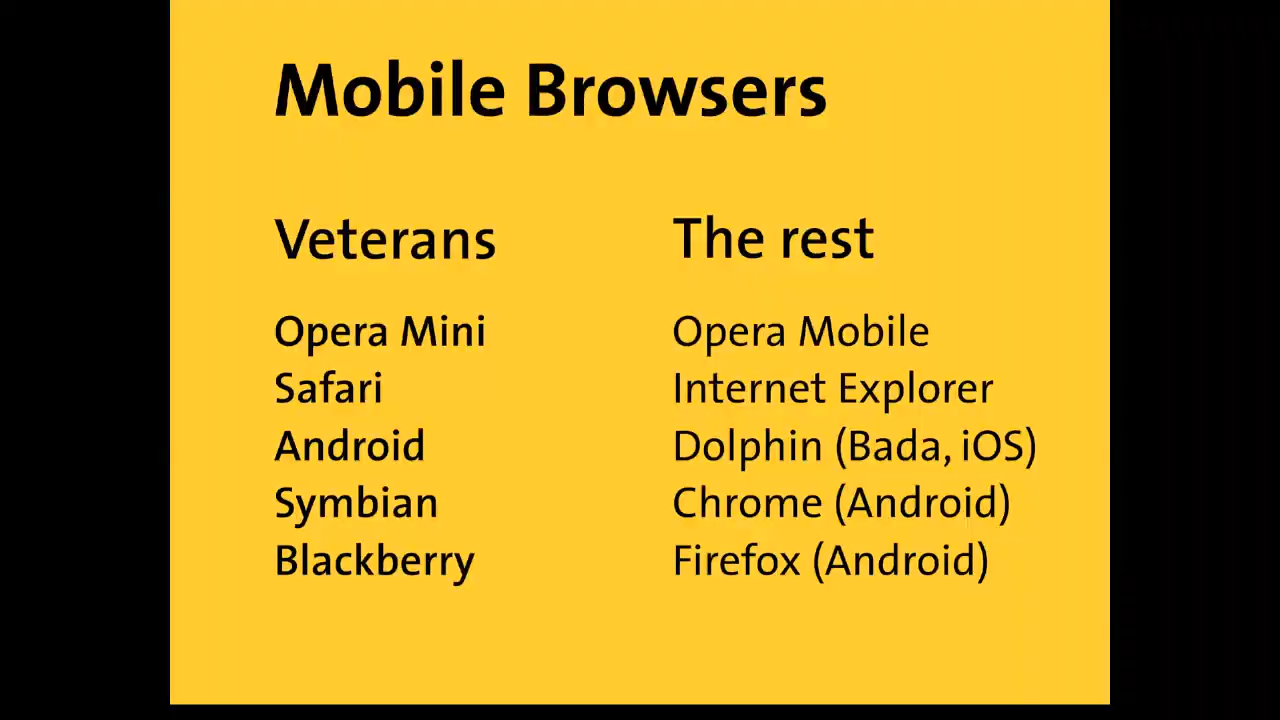 Mobile Browsers
Veterans
Opera Mini
Safari
Android
Symbian
Blackberry
The rest
Opera Mobile
Internet Explorer
Dolphin (Bada, iOS)
Chrome (Android)
Firefox (Android)